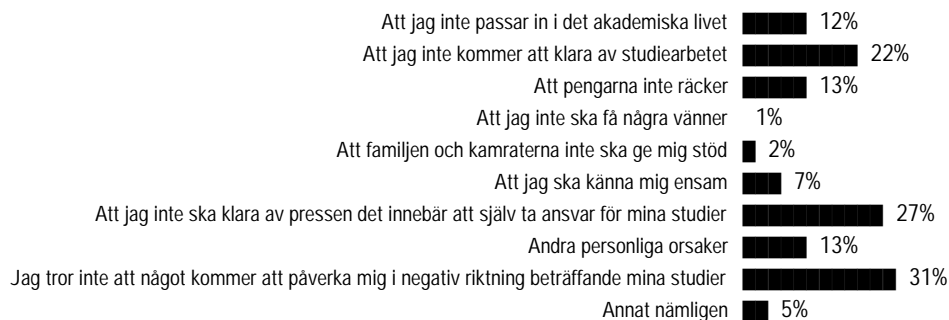 Att jag inte passar in i det akademiska livet 12%
Att jag inte kommer att klara av studiearbetet 22%
Att pengarna inte räcker 13%
Att jag inte ska få några vänner 1%
Att familjen och kamraterna inte ska ge mig stöd 2%
Att jag ska känna mig ensam 7%
Att jag inte ska klara av pressen det innebär att själv ta ansvar för mina studier 27%
Andra personliga orsaker 13%
Jag tror inte att något kommer att påverka mig i negativ riktning beträffande mina studier 31%
Annat nämligen 5%